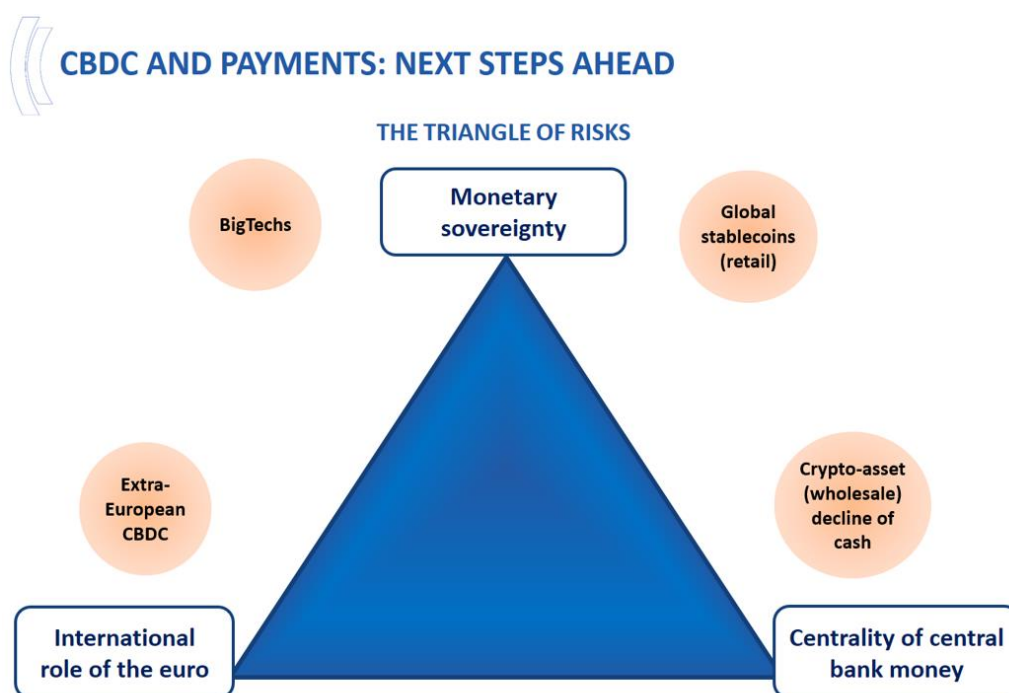 CBDC AND PAYMENTS: NEXT STEPS AHEAD
THE TRIANGLE OF RISKS
Monetary
sovereignty
BigTechs
Global
stablecoins
(retail)
Extra-
European
CBDC
Crypto-asset
(wholesale)
decline of
cash
International
role of the euro
Centrality of central
bank money